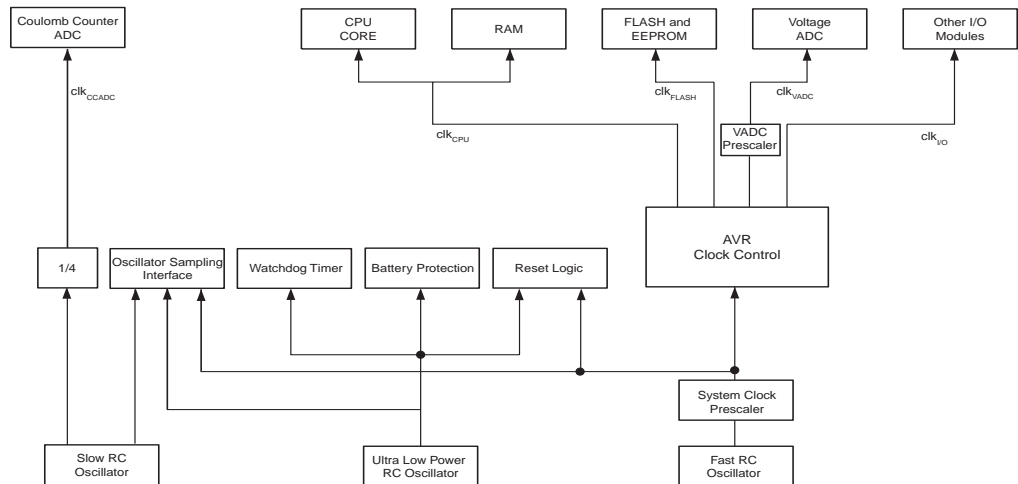 Coulomb Counter
ADC
CPU
CORE
RAM
FLASH and
EEPROM
Voltage
ADC
Other I/O
Modules
clkCCADC
clkCPU
clkFLASH
clkVADC
VADC
Prescaler
clkI/O
AVR
Clock Control
1/4
Oscillator Sampling
Interface
Watchdog Timer
Battery Protection
Reset Logic
System Clock
Prescaler
Slow RC
Oscillator
Ultra Low Power
RC Oscillator
Fast RC
Oscillator